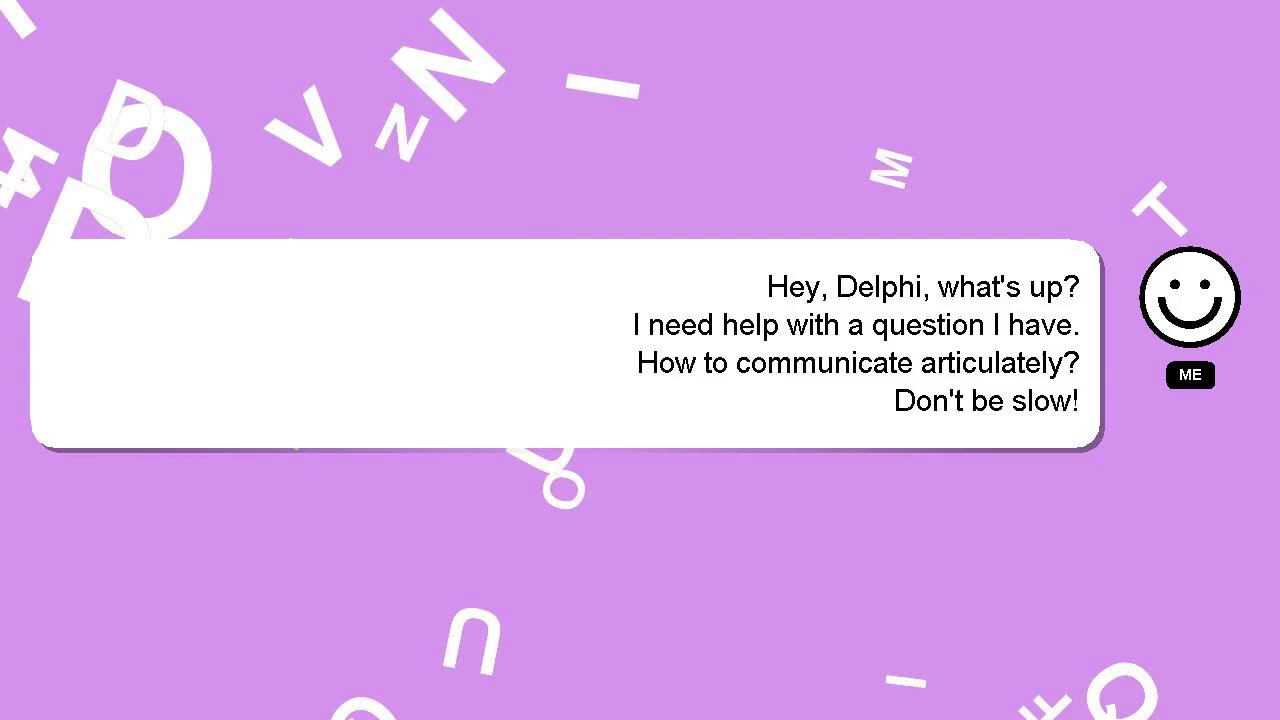 Hey, Delphi, what's up?
I need help with a question I have.
How to communicate articulately?
Don't be slow!
ME